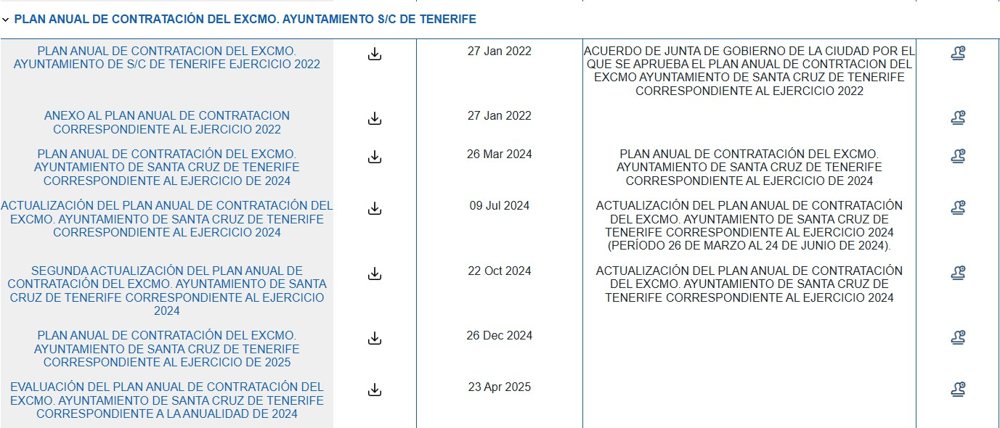 PLAN ANUAL DE CONTRATACIÓN DEL EXCMO. AYUNTAMIENTO S/C DE TENERIFE
PLAN ANUAL DE CONTRATACION DEL EXCMO.
AYUNTAMIENTO DE S/C DE TENERIFE EJERCICIO 2022
27 Jan 2022
ACUERDO DE JUNTA DE GOBIERNO DE LA CIUDAD POR EL
QUE SE APRUEBA EL PLAN ANUAL DE CONTRTACION DEL
EXCMO AYUNTAMIENTO DE SANTA CRUZ DE TENERIFE
CORRESPONDIENTE AL EJERCICIO 2022
ANEXO AL PLAN ANUAL DE CONTRATACION
CORRESPONDIENTE AL EJERCICIO 2022
27 Jan 2022
PLAN ANUAL DE CONTRATACIÓN DEL EXCMO.
AYUNTAMIENTO DE SANTA CRUZ DE TENERIFE
CORRESPONDIENTE AL EJERCICIO DE 2024
26 Mar 2024
PLAN ANUAL DE CONTRATACIÓN DEL EXCMO.
AYUNTAMIENTO DE SANTA CRUZ DE TENERIFE
CORRESPONDIENTE AL EJERCICIO DE 2024
ACTUALIZACIÓN DEL PLAN ANUAL DE CONTRATACIÓN DEL
EXCMO. AYUNTAMIENTO DE SANTA CRUZ DE TENERIFE
CORRESPONDIENTE AL EJERCICIO 2024
09 Jul 2024
ACTUALIZACIÓN DEL PLAN ANUAL DE CONTRATACIÓN
DEL EXCMO. AYUNTAMIENTO DE SANTA CRUZ DE
TENERIFE CORRESPONDIENTE AL EJERCICIO 2024
(PERÍODO 26 DE MARZO AL 24 DE JUNIO DE 2024).
SEGUNDA ACTUALIZACIÓN DEL PLAN ANUAL DE
CONTRATACIÓN DEL EXCMO. AYUNTAMIENTO DE SANTA
CRUZ DE TENERIFE CORRESPONDIENTE AL EJERCICIO
2024
22 Oct 2024
ACTUALIZACIÓN DEL PLAN ANUAL DE CONTRATACIÓN
DEL EXCMO. AYUNTAMIENTO DE SANTA CRUZ DE
TENERIFE CORRESPONDIENTE AL EJERCICIO 2024
PLAN ANUAL DE CONTRATACIÓN DEL EXCMO.
AYUNTAMIENTO DE SANTA CRUZ DE TENERIFE
CORRESPONDIENTE AL EJERCICIO DE 2025
26 Dec 2024
EVALUACIÓN DEL PLAN ANUAL DE CONTRATACIÓN DEL
EXCMO. AYUNTAMIENTO DE SANTA CRUZ DE TENERIFE
CORRESPONDIENTE A LA ANUALIDAD DE 2024
23 Apr 2025